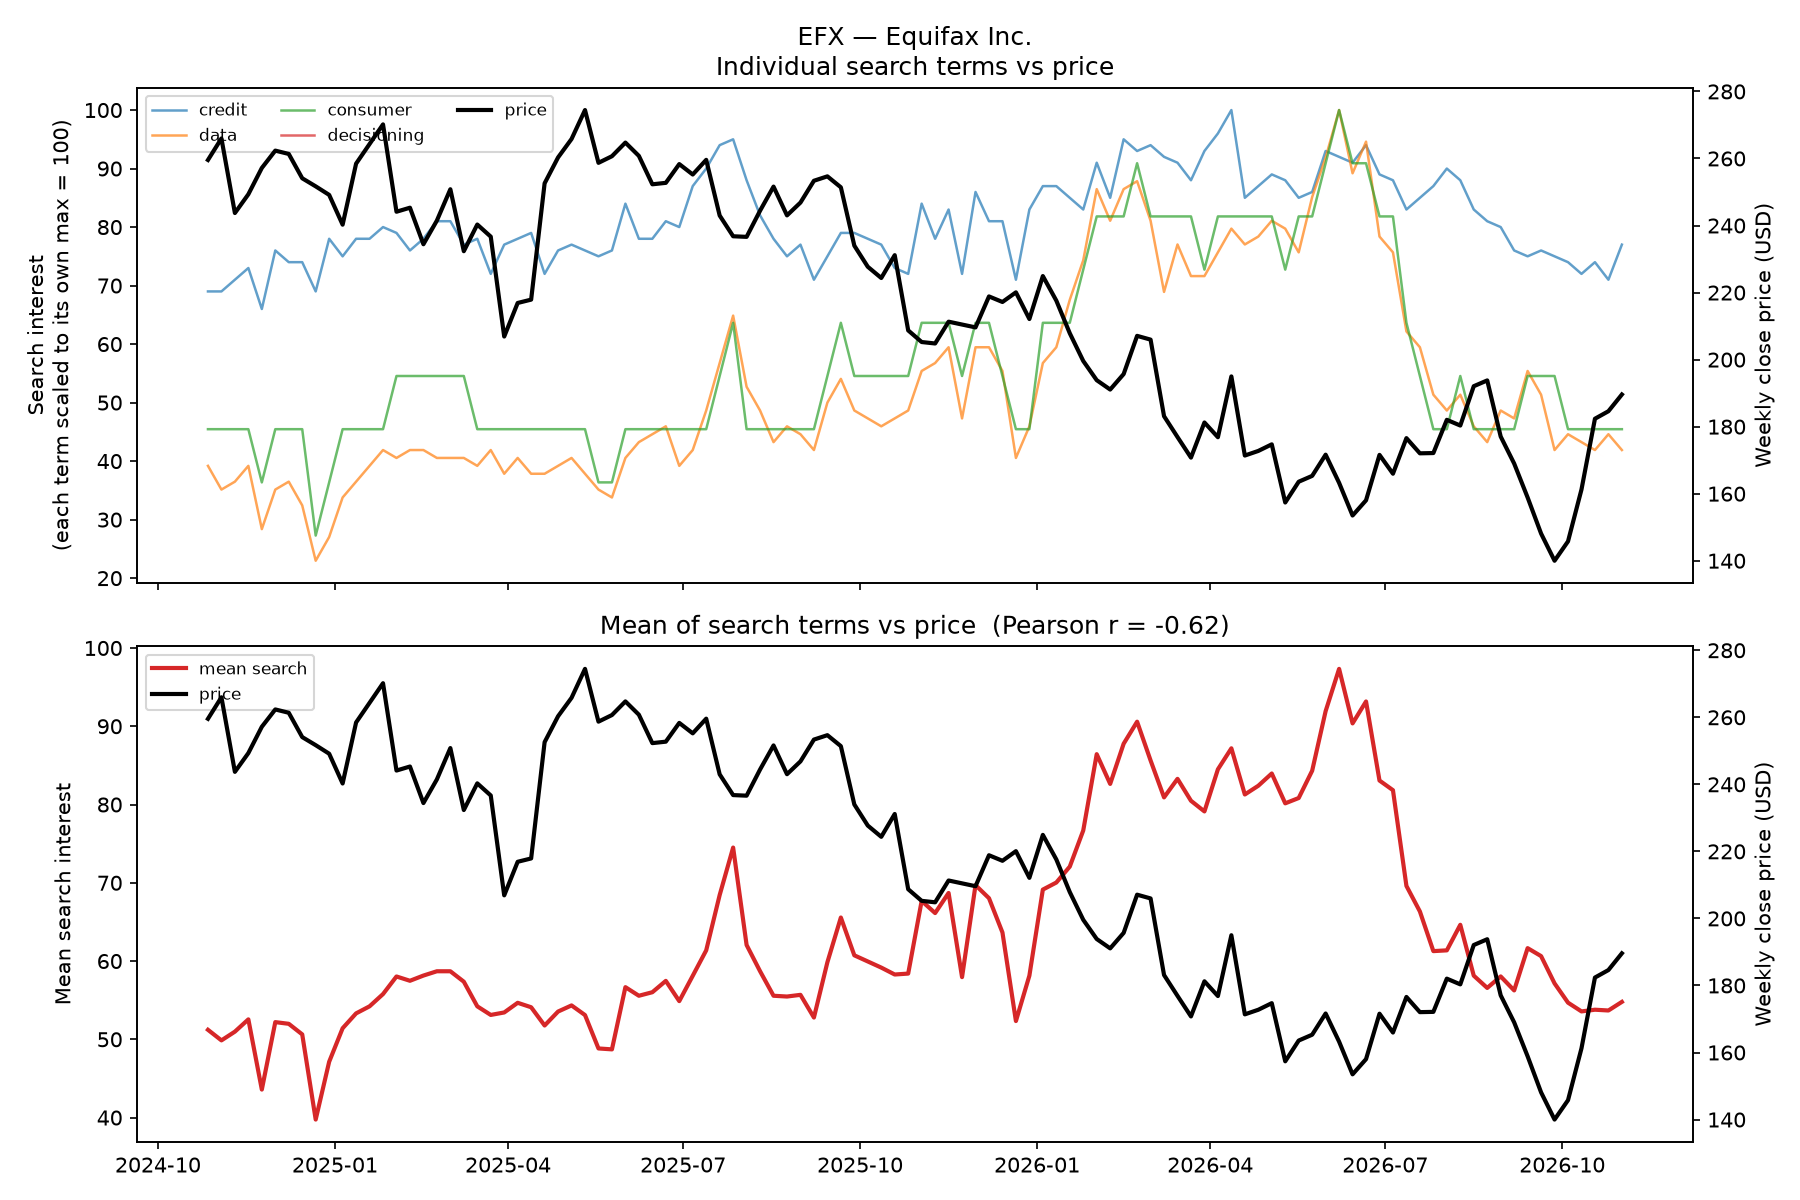 EFX — Equifax Inc.
Individual search terms vs price
credit
data
consumer
decisioning
price
Search interest
(each term scaled to its own max = 100)
100
90
80
70
60
50
40
30
20
280
260
240
220
200
180
160
140
Weekly close price (USD)
Mean of search terms vs price (Pearson r = -0.62)
mean search
price
Mean search interest
100
90
80
70
60
50
40
280
260
240
220
200
180
160
140
Weekly close price (USD)
2024-10 2025-01 2025-04 2025-07 2025-10 2026-01 2026-04 2026-07 2026-10